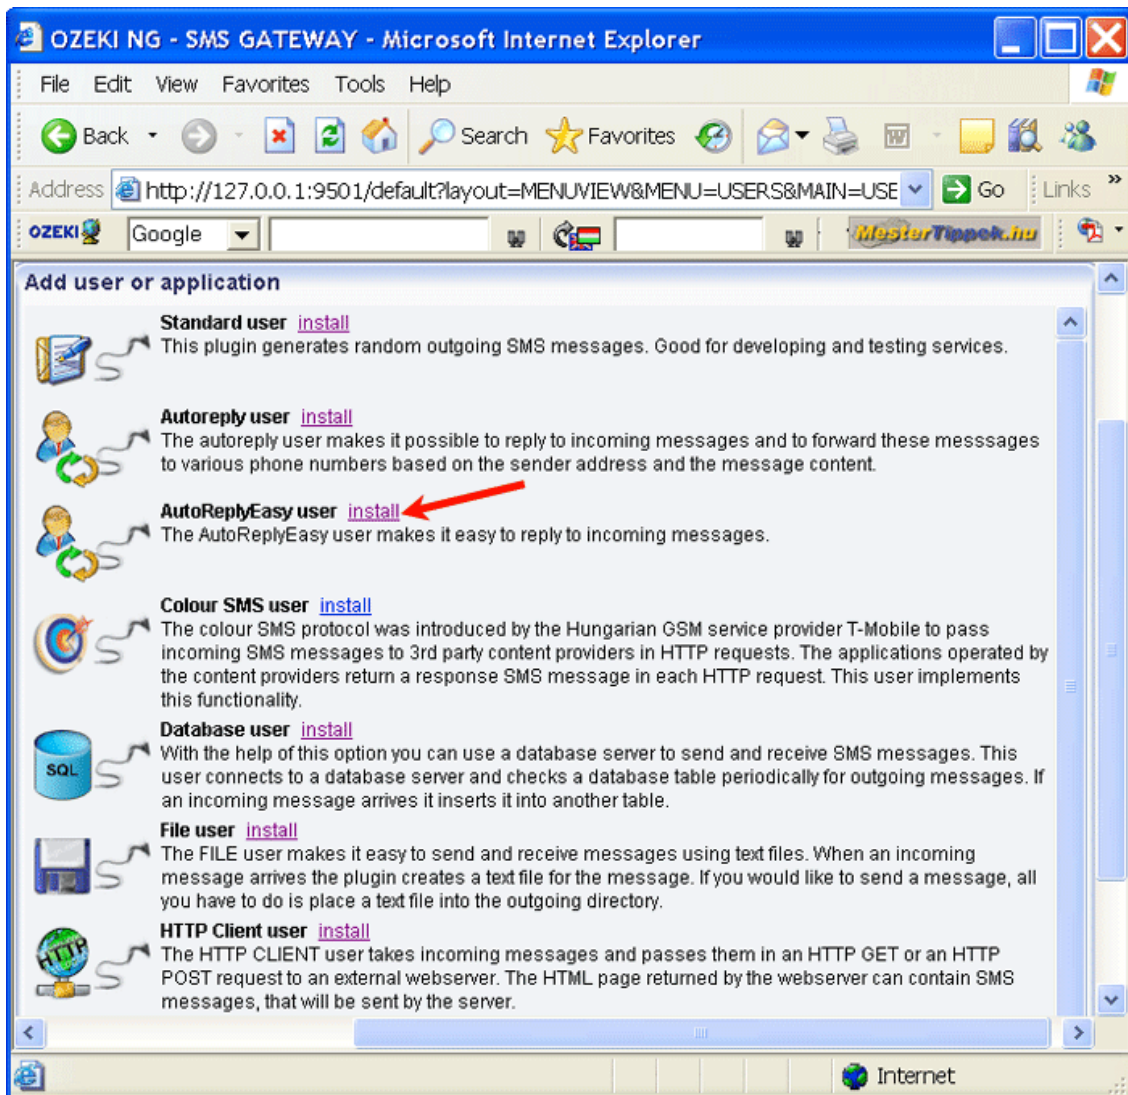 OZEKI NG - SMS GATEWAY - Microsoft Internet Explorer
File Edit View Favorites Tools Help
Back Search Favorites
Address http://127.0.0.1:9501/default?layout=MENUVIEW&MENU=USERS&MAIN=USE Go Links »
OZEKI Google MesterTippek.hu
Add user or application
Standard user install
This plugin generates random outgoing SMS messages. Good for developing and testing services.
Autoreply user install
The autoreply user makes it possible to reply to incoming messages and to forward these messsages
to various phone numbers based on the sender address and the message content.
AutoReplyEasy user install
The AutoReplyEasy user makes it easy to reply to incoming messages.
Colour SMS user install
The colour SMS protocol was introduced by the Hungarian GSM service provider T-Mobile to pass
incoming SMS messages to 3rd party content providers in HTTP requests. The applications operated by
the content providers return a response SMS message in each HTTP request. This user implements
this functionality.
Database user install
SQL
With the help of this option you can use a database server to send and receive SMS messages. This
user connects to a database server and checks a database table periodically for outgoing messages. If
an incoming message arrives it inserts it into another table.
File user install
The FILE user makes it easy to send and receive messages using text files. When an incoming
message arrives the plugin creates a text file for the message. If you would like to send a message, all
you have to do is place a text file into the outgoing directory.
HTTP Client user install
HTTP
The HTTP CLIENT user takes incoming messages and passes them in an HTTP GET or an HTTP
POST request to an external webserver. The HTML page returned by the webserver can contain SMS
messages, that will be sent by the server.
Internet